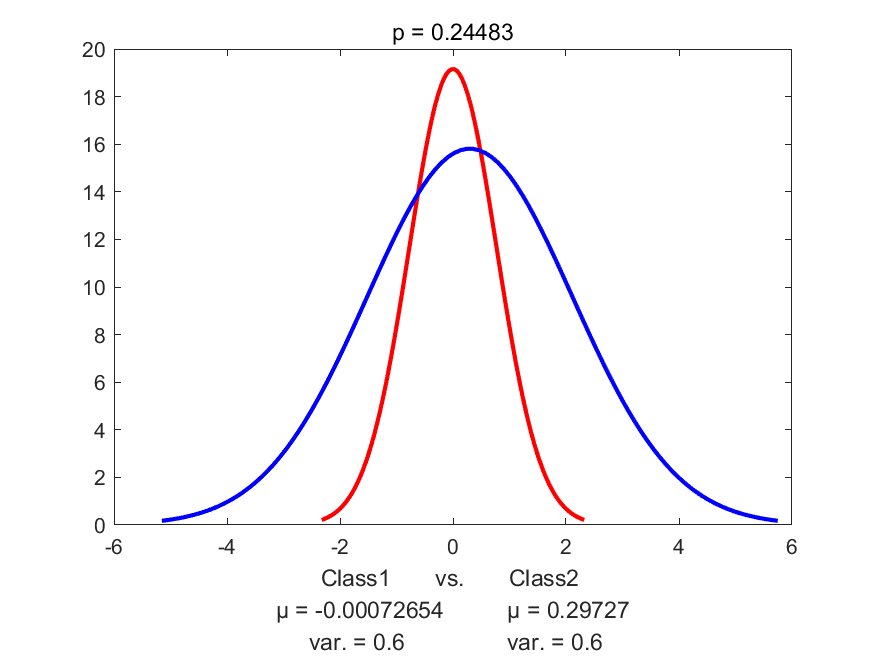 p = 0.24483
20
18
16
14
12
10
8
6
4
2
0
-6 -4 -2 0 2 4 6
Class1 vs. Class2
μ = -0.00072654 μ = 0.29727
var. = 0.6 var. = 0.6